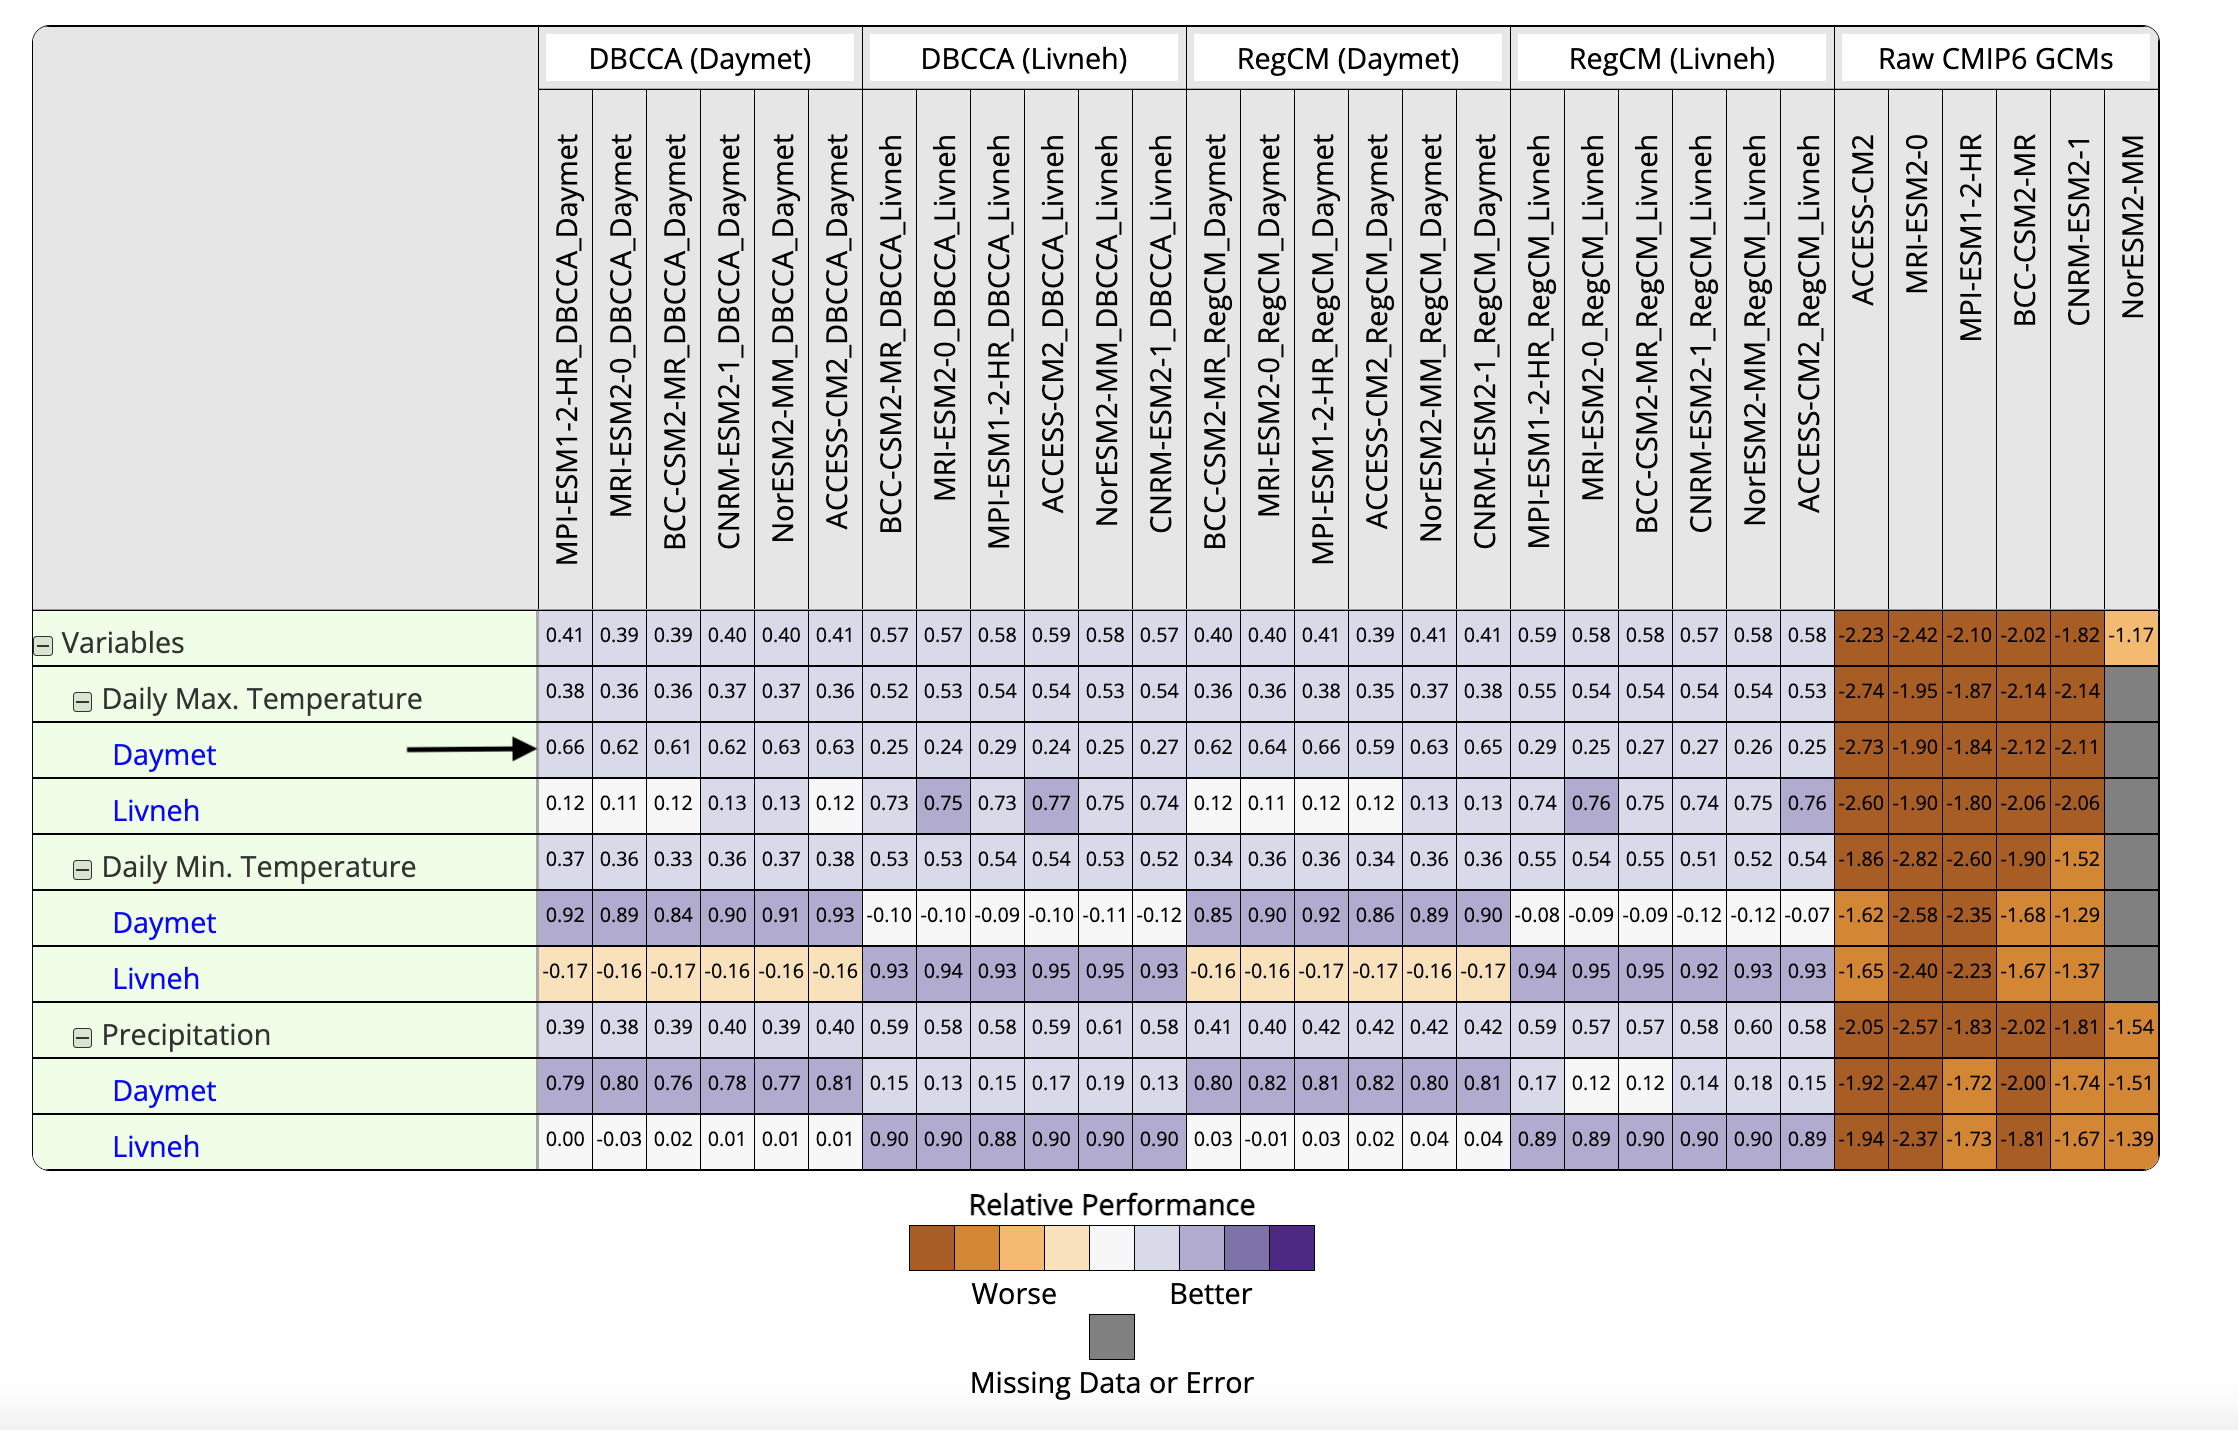 DBCCA (Daymet) DBCCA (Livneh) RegCM (Daymet) RegCM (Livneh) Raw CMIP6 GCMs
MPI-ESM1-2-HR_DBCCA_Daymet
MRI-ESM2-0_DBCCA_Daymet
BCC-CSM2-MR_DBCCA_Daymet
CNRM-ESM2-1_DBCCA_Daymet
NorESM2-MM_DBCCA_Daymet
ACCESS-CM2_DBCCA_Daymet
BCC-CSM2-MR_DBCCA_Livneh
MRI-ESM2-0_DBCCA_Livneh
MPI-ESM1-2-HR_DBCCA_Livneh
ACCESS-CM2_DBCCA_Livneh
NorESM2-MM_DBCCA_Livneh
CNRM-ESM2-1_DBCCA_Livneh
BCC-CSM2-MR_RegCM_Daymet
MRI-ESM2-0_RegCM_Daymet
MPI-ESM1-2-HR_RegCM_Daymet
ACCESS-CM2_RegCM_Daymet
NorESM2-MM_RegCM_Daymet
CNRM-ESM2-1_RegCM_Daymet
MPI-ESM1-2-HR_RegCM_Livneh
MRI-ESM2-0_RegCM_Livneh
BCC-CSM2-MR_RegCM_Livneh
CNRM-ESM2-1_RegCM_Livneh
NorESM2-MM_RegCM_Livneh
ACCESS-CM2_RegCM_Livneh
ACCESS-CM2
MRI-ESM2-0
MPI-ESM1-2-HR
BCC-CSM2-MR
CNRM-ESM2-1
NorESM2-MM
Variables 0.41 0.39 0.39 0.40 0.40 0.41 0.57 0.57 0.58 0.59 0.58 0.57 0.40 0.40 0.41 0.39 0.41 0.41 0.59 0.58 0.58 0.57 0.58 0.58 -2.23 -2.42 -2.10 -2.02 -1.82 -1.17
Daily Max. Temperature 0.38 0.36 0.36 0.37 0.37 0.36 0.52 0.53 0.54 0.54 0.53 0.54 0.36 0.36 0.38 0.35 0.37 0.38 0.55 0.54 0.54 0.54 0.54 0.53 -2.74 -1.95 -1.87 -2.14 -2.14
Daymet 0.66 0.62 0.61 0.62 0.63 0.63 0.25 0.24 0.29 0.24 0.25 0.27 0.62 0.64 0.66 0.59 0.63 0.65 0.29 0.25 0.27 0.27 0.26 0.25 -2.73 -1.90 -1.84 -2.12 -2.11
Livneh 0.12 0.11 0.12 0.13 0.13 0.12 0.73 0.75 0.73 0.77 0.75 0.74 0.12 0.11 0.12 0.12 0.13 0.13 0.74 0.76 0.75 0.74 0.75 0.76 -2.60 -1.90 -1.80 -2.06 -2.06
Daily Min. Temperature 0.37 0.36 0.33 0.36 0.37 0.38 0.53 0.53 0.54 0.54 0.53 0.52 0.34 0.36 0.36 0.34 0.36 0.36 0.55 0.54 0.55 0.51 0.52 0.54 -1.86 -2.82 -2.60 -1.90 -1.52
Daymet 0.92 0.89 0.84 0.90 0.91 0.93 -0.10 -0.10 -0.09 -0.10 -0.11 -0.12 0.85 0.90 0.92 0.86 0.89 0.90 -0.08 -0.09 -0.09 -0.12 -0.12 -0.07 -1.62 -2.58 -2.35 -1.68 -1.29
Livneh -0.17 -0.16 -0.17 -0.16 -0.16 -0.16 0.93 0.94 0.93 0.95 0.95 0.93 -0.16 -0.16 -0.17 -0.17 -0.16 -0.17 0.94 0.95 0.95 0.92 0.93 0.93 -1.65 -2.40 -2.23 -1.67 -1.37
Precipitation 0.39 0.38 0.39 0.40 0.39 0.40 0.59 0.58 0.58 0.59 0.61 0.58 0.41 0.40 0.42 0.42 0.42 0.42 0.59 0.57 0.57 0.58 0.60 0.58 -2.05 -2.57 -1.83 -2.02 -1.81 -1.54
Daymet 0.79 0.80 0.76 0.78 0.77 0.81 0.15 0.13 0.15 0.17 0.19 0.13 0.80 0.82 0.81 0.82 0.80 0.81 0.17 0.12 0.12 0.14 0.18 0.15 -1.92 -2.47 -1.72 -2.00 -1.74 -1.51
Livneh 0.00 -0.03 0.02 0.01 0.01 0.01 0.90 0.90 0.88 0.90 0.90 0.90 0.03 -0.01 0.03 0.02 0.04 0.04 0.89 0.89 0.90 0.90 0.90 0.89 -1.94 -2.37 -1.73 -1.81 -1.67 -1.39
Relative Performance
Worse Better
Missing Data or Error